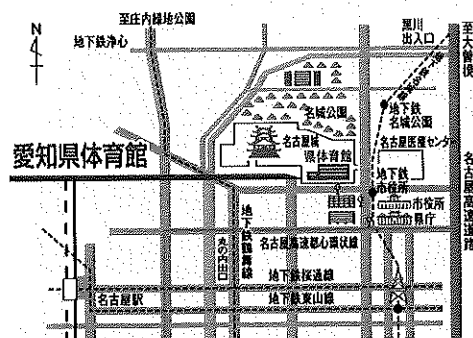 至庄内緑地公園
地下鉄浄心
N
黒川
出入口
至大曽根
名城公園
地下鉄
名城公園
名古屋城
名古屋医療センター
県体育館
愛知県体育館
地下鉄
市役所
市役所
県庁
名古屋高速道路
地下鉄鶴舞線
丸の内出口
名古屋高速都心環状線
地下鉄桜通線
名古屋駅
地下鉄東山線